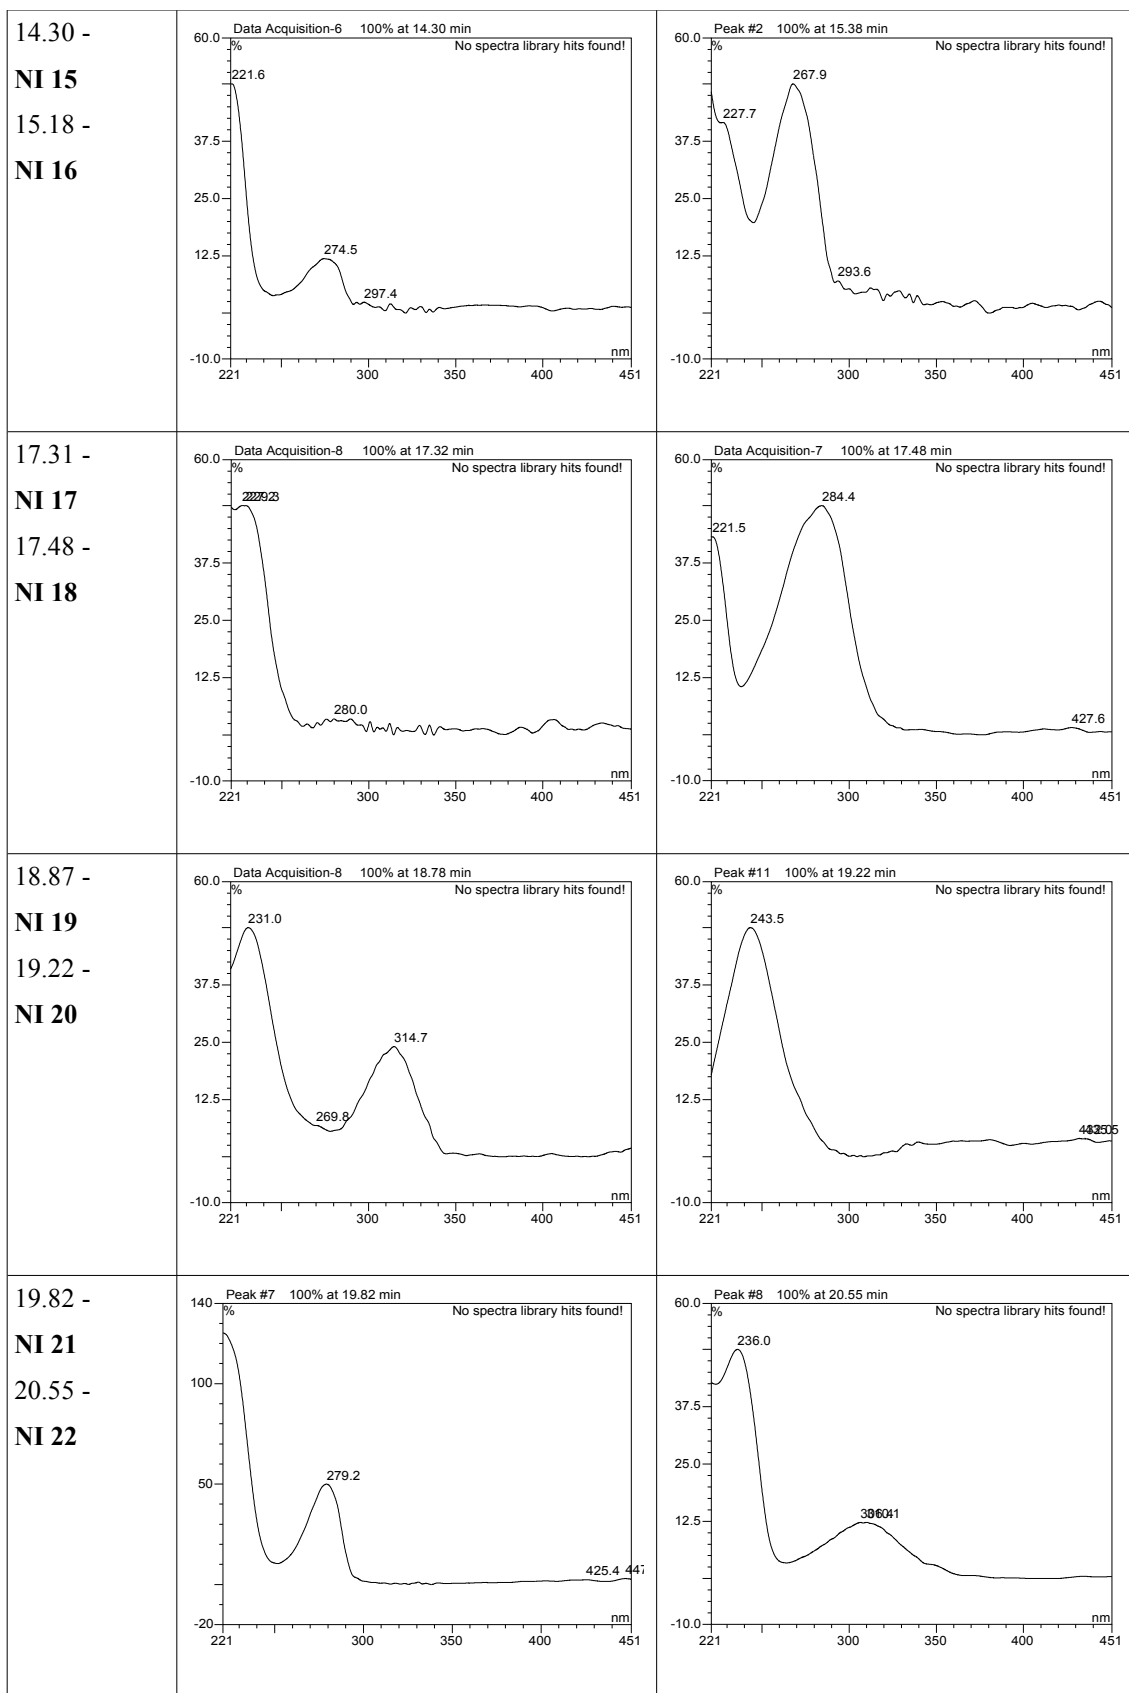 14.30 -
NI 15
15.18 -
NI 16
Data Acquisition-6 100% at 14.30 min
60.0
%
No spectra library hits found!
221.6
37.5
25.0
12.5
274.5
297.4
-10.0
nm
221 300 350 400 451
Peak #2 100% at 15.38 min
60.0
%
No spectra library hits found!
267.9
227.7
37.5
25.0
12.5
293.6
-10.0
nm
221 300 350 400 451
17.31 -
NI 17
17.48 -
NI 18
Data Acquisition-8 100% at 17.32 min
60.0
%
No spectra library hits found!
37.5
25.0
12.5
280.0
-10.0
nm
221 300 350 400 451
Data Acquisition-7 100% at 17.48 min
60.0
%
No spectra library hits found!
284.4
221.5
37.5
25.0
12.5
427.6
-10.0
nm
221 300 350 400 451
18.87 -
NI 19
19.22 -
NI 20
Data Acquisition-8 100% at 18.78 min
60.0
%
No spectra library hits found!
231.0
37.5
25.0
314.7
12.5
269.8
-10.0
nm
221 300 350 400 451
Peak #11 100% at 19.22 min
60.0
%
No spectra library hits found!
243.5
37.5
25.0
12.5
-10.0
nm
221 300 350 400 451
19.82 -
NI 21
20.55 -
NI 22
Peak #7 100% at 19.82 min
140
%
No spectra library hits found!
100
50
279.2
425.4 447
-20
nm
221 300 350 400 451
Peak #8 100% at 20.55 min
60.0
%
No spectra library hits found!
236.0
37.5
25.0
12.5
-10.0
nm
221 300 350 400 451